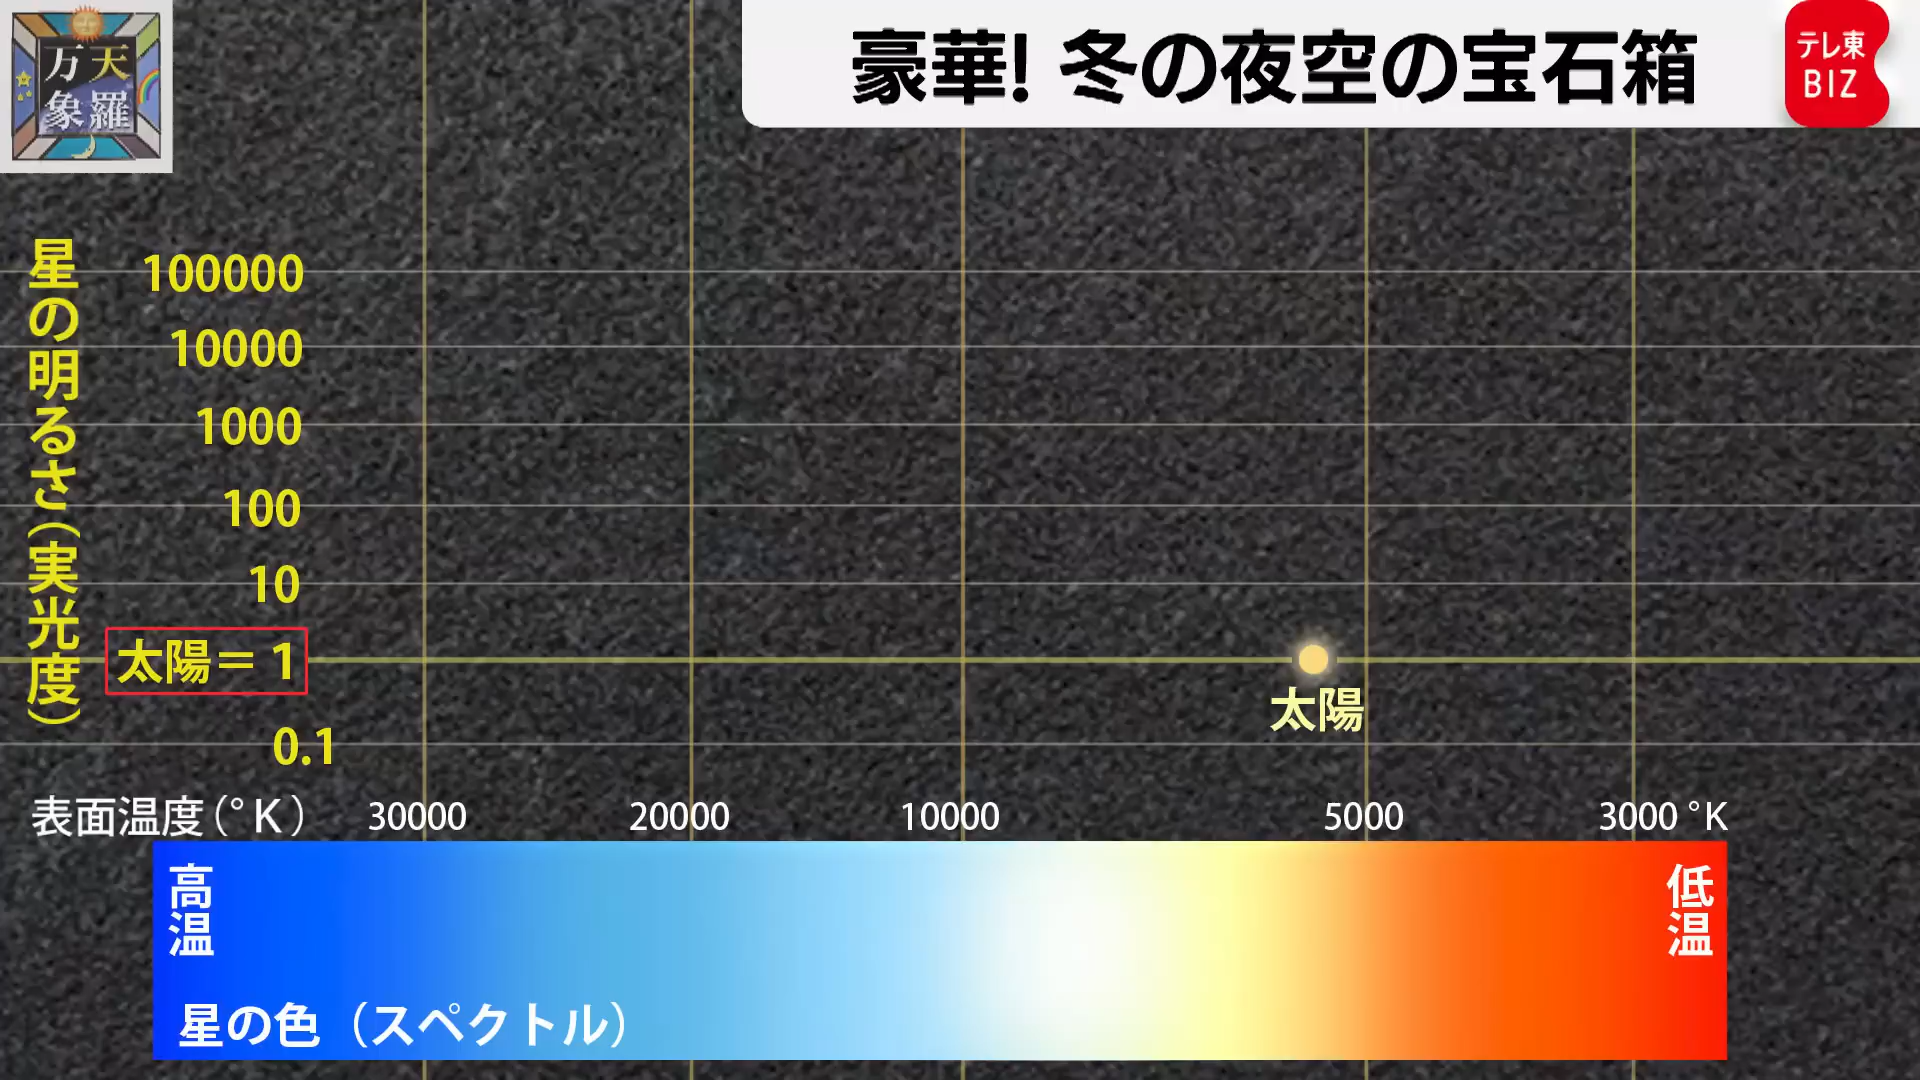 天
万
羅
象
豪華! 冬の夜空の宝石箱
テレ東
BIZ
星の明るさ(実光度)
100000
10000
1000
100
10
太陽=1
0.1
太陽
表面温度(°K)
30000
20000
10000
5000
3000 °K
高温
低温
星の色(スペクトル)